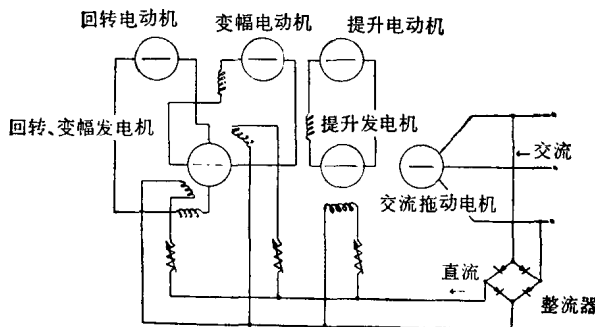 回转电动机
变幅电动机
提升电动机
回转、变幅发电机
提升发电机
交流
交流拖动电机
直流
整流器